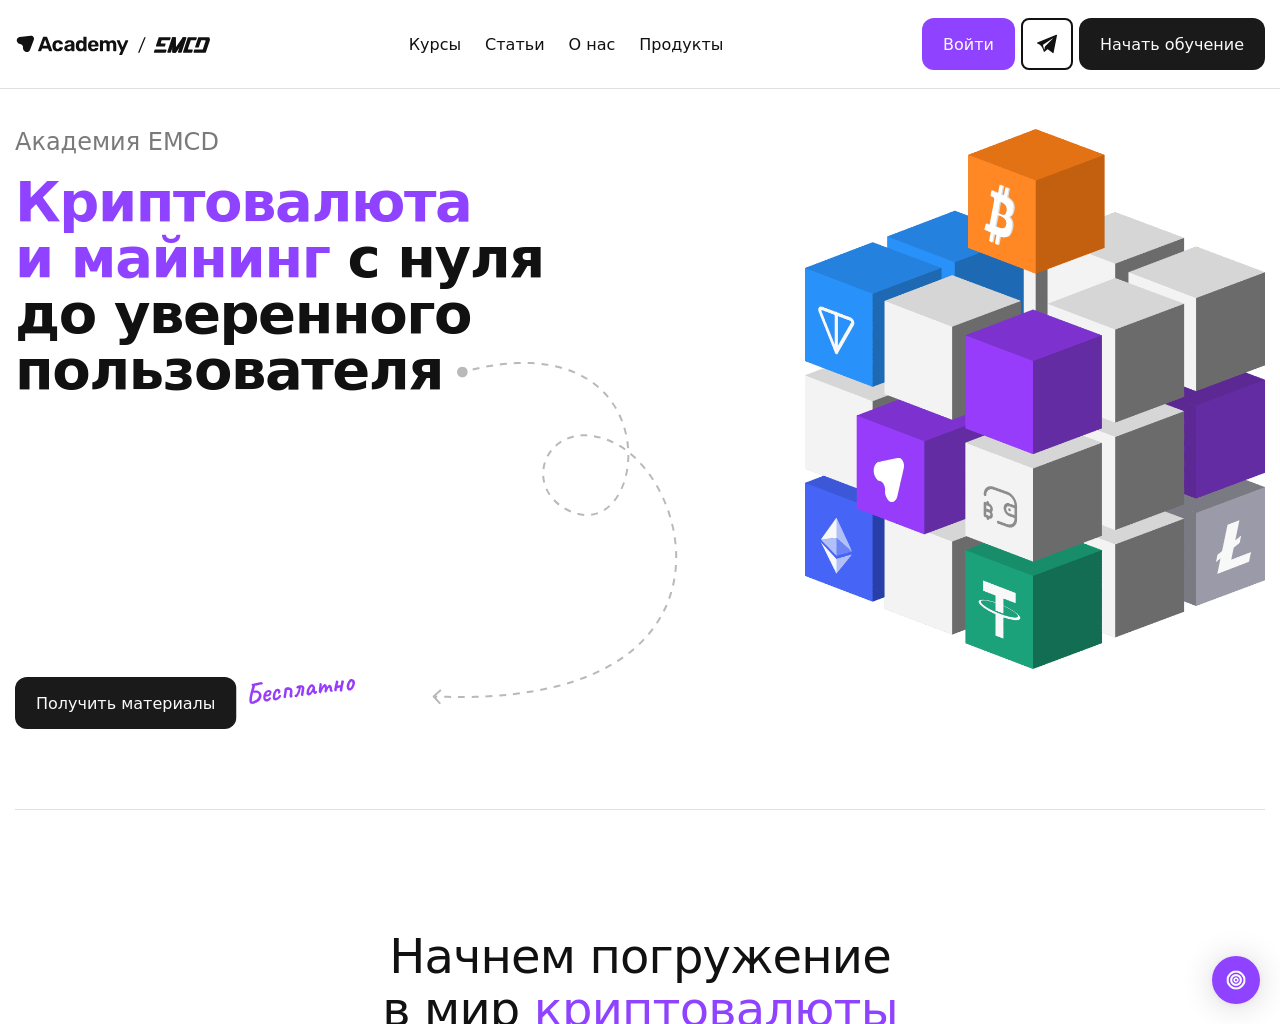 Academy / EMCD
Курсы Статьи О нас Продукты
Войти
Начать обучение
Академия EMCD
Криптовалюта
и майнинг с нуля
до уверенного
пользователя
Получить материалы
Бесплатно
Начнем погружение
в мир криптовалюты